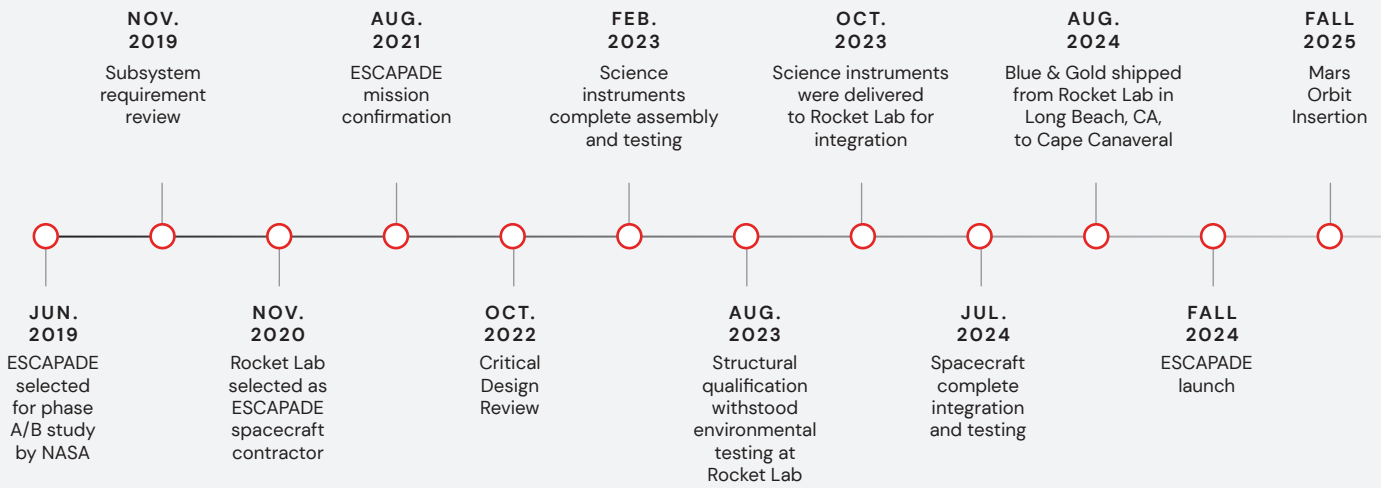 JUN.
2019
ESCAPADE
selected
for phase
A/B study
by NASA
NOV.
2019
Subsystem
requirement
review
NOV.
2020
Rocket Lab
selected as
ESCAPADE
spacecraft
contractor
AUG.
2021
ESCAPADE
mission
confirmation
OCT.
2022
Critical
Design
Review
FEB.
2023
Science
instruments
complete assembly
and testing
AUG.
2023
Structural
qualification
withstood
environmental
testing at
Rocket Lab
OCT.
2023
Science instruments
were delivered
to Rocket Lab for
integration
JUL.
2024
Spacecraft
complete
integration
and testing
AUG.
2024
Blue & Gold shipped
from Rocket Lab in
Long Beach, CA,
to Cape Canaveral
FALL
2024
ESCAPADE
launch
FALL
2025
Mars
Orbit
Insertion